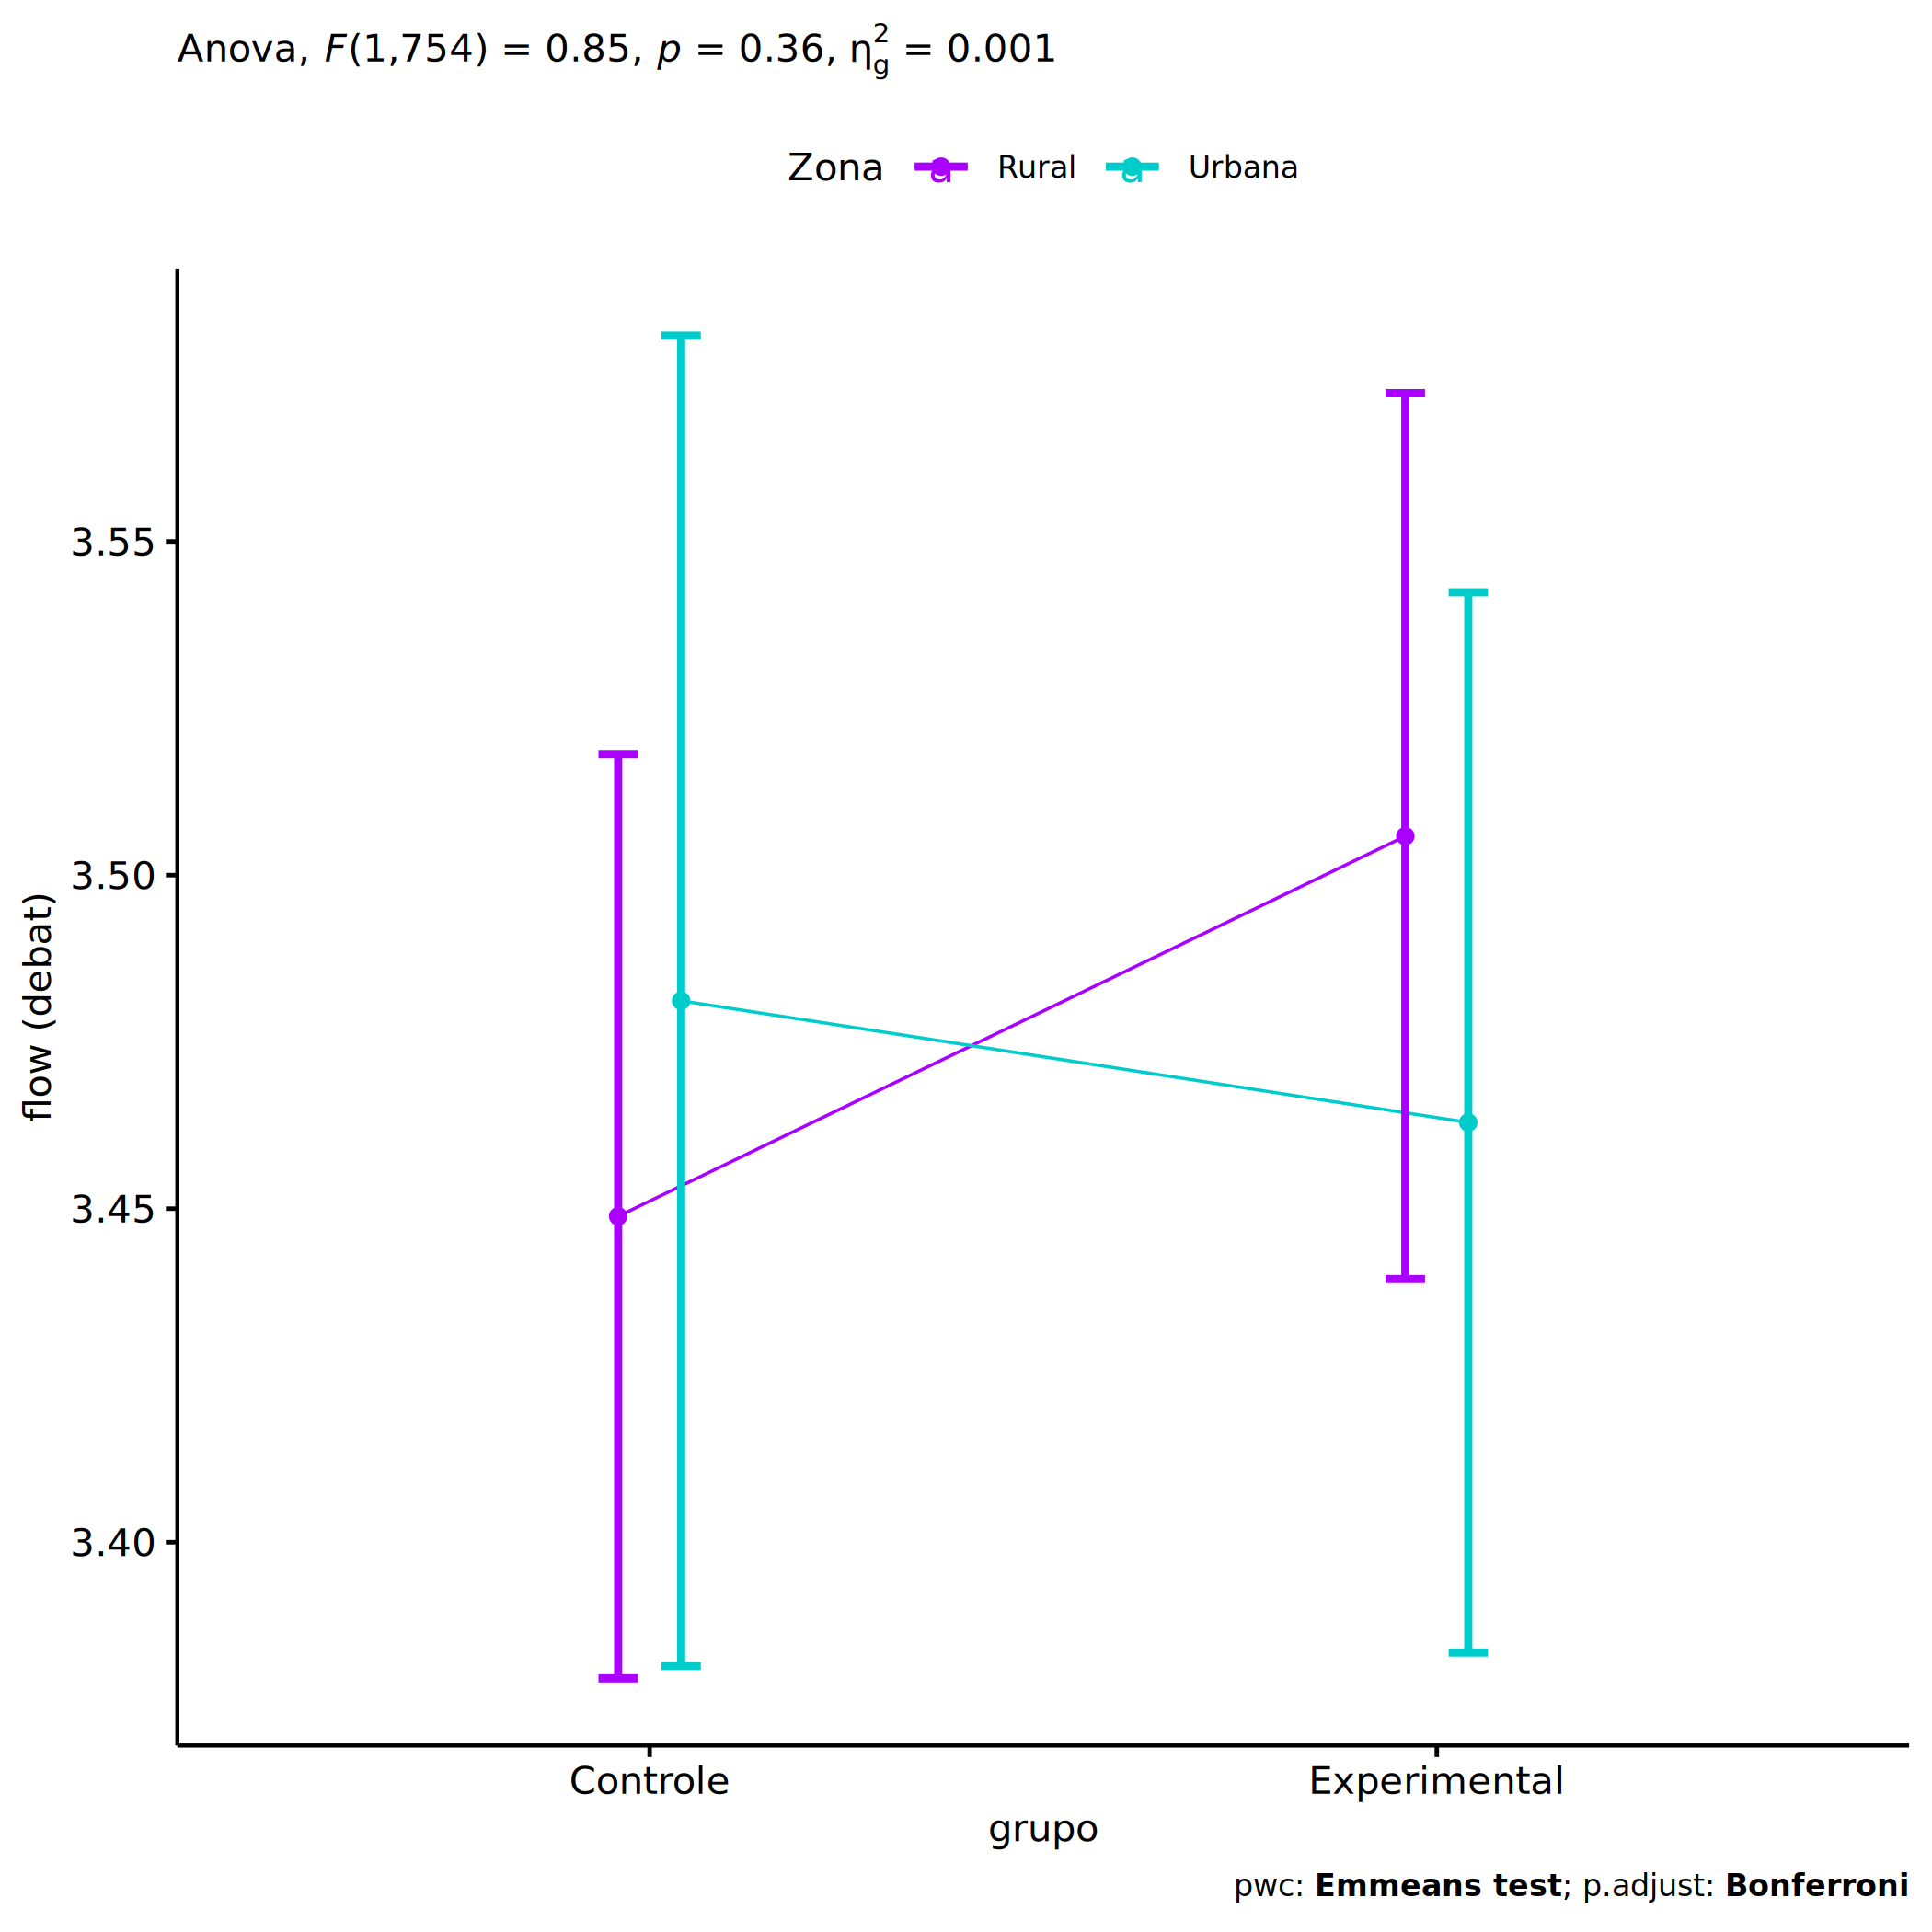 Anova, F(1,754) = 0.85, p = 0.36, η²g = 0.001
Zona a Rural a Urbana
3.55
3.50
3.45
3.40
flow (debat)
Controle Experimental
grupo
pwc: Emmeans test; p.adjust: Bonferroni